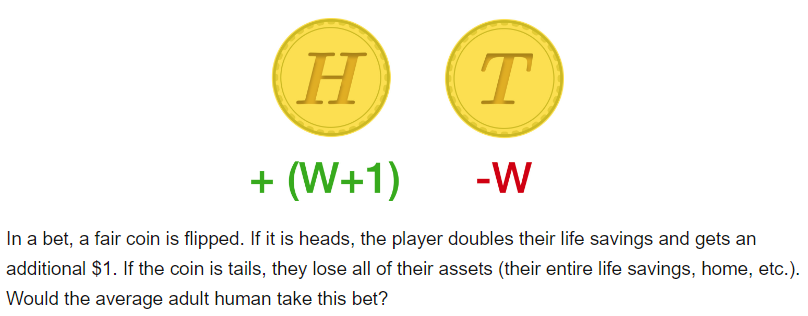 H T
+ (W+1) -W
In a bet, a fair coin is flipped. If it is heads, the player doubles their life savings and gets an
additional $1. If the coin is tails, they lose all of their assets (their entire life savings, home, etc.).
Would the average adult human take this bet?